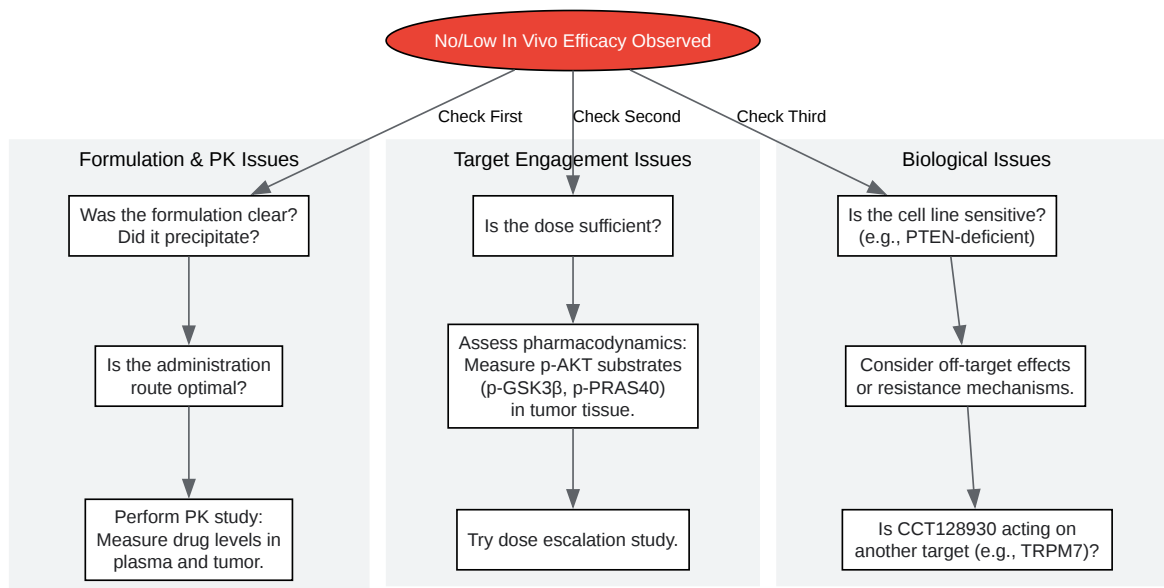 No/Low In Vivo Efficacy Observed
Check First
Check Second
Check Third
Formulation & PK Issues
Was the formulation clear?
Did it precipitate?
Is the administration
route optimal?
Perform PK study:
Measure drug levels in
plasma and tumor.
Target Engagement Issues
Is the dose sufficient?
Assess pharmacodynamics:
Measure p-AKT substrates
(p-GSK3β, p-PRAS40)
in tumor tissue.
Try dose escalation study.
Biological Issues
Is the cell line sensitive?
(e.g., PTEN-deficient)
Consider off-target effects
or resistance mechanisms.
Is CCT128930 acting on
another target (e.g., TRPM7)?